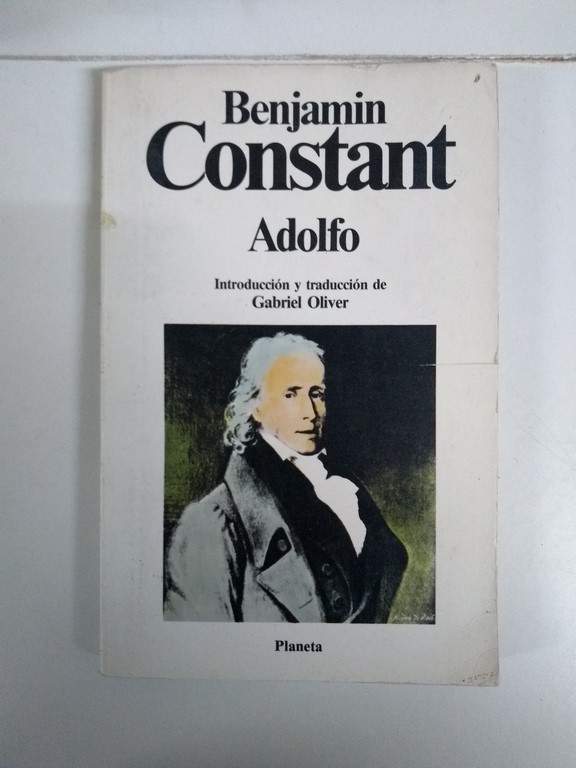 Benjamin
Constant
Adolfo
Introducción y traducción de
Gabriel Oliver
Planeta